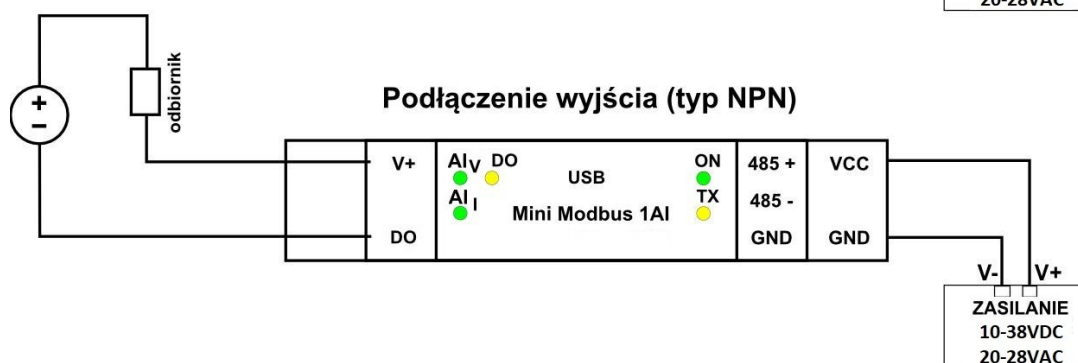 20-28VAC
Podłączenie wyjścia (typ NPN)
+
−
odbiornik
V+
DO
AIV DO
AI I
USB
Mini Modbus 1AI
ON
TX
485 +
485 -
GND
VCC
GND
V- V+
ZASILANIE
10-38VDC
20-28VAC